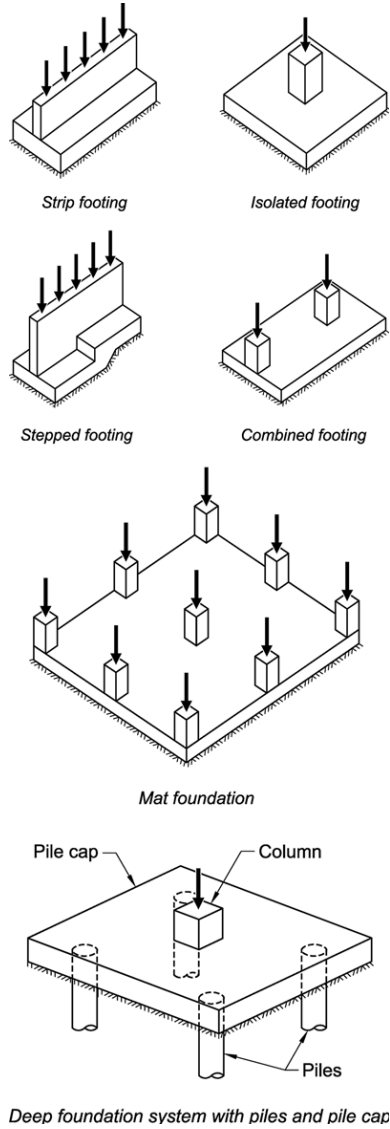 Strip footing
Isolated footing
Stepped footing
Combined footing
Mat foundation
Pile cap
Column
Piles
Deep foundation system with piles and pile cap